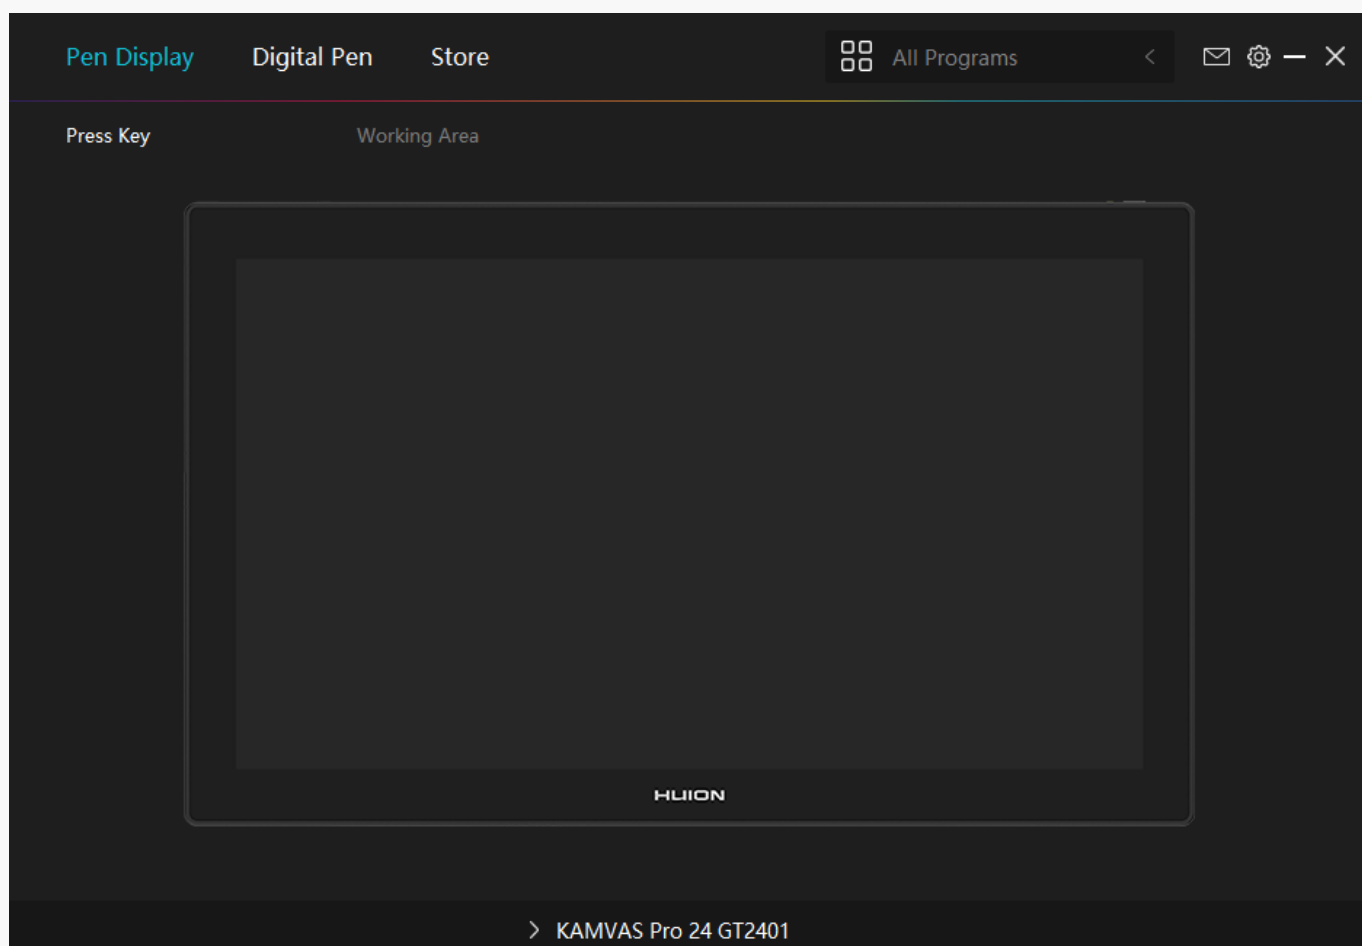 Pen Display Digital Pen Store All Programs
Press Key Working Area
HUION
KAMVAS Pro 24 GT2401